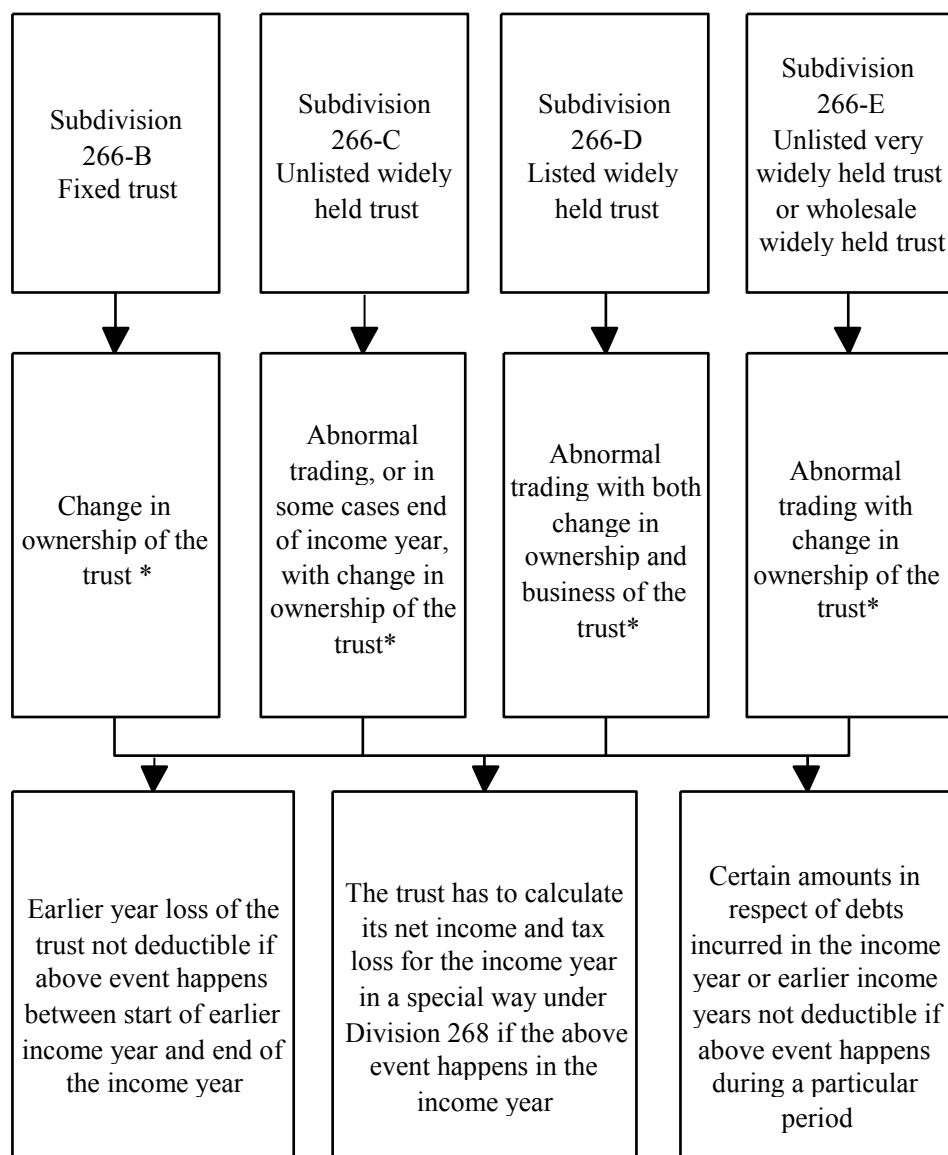 Subdivision
266-B
Fixed trust
Subdivision
266-C
Unlisted widely
held trust
Subdivision
266-D
Listed widely
held trust
Subdivision
266-E
Unlisted very
widely held trust
or wholesale
widely held trust
Change in
ownership of the
trust *
Abnormal
trading, or in
some cases end
of income year,
with change in
ownership of the
trust*
Abnormal
trading with both
change in
ownership and
business of the
trust*
Abnormal
trading with
change in
ownership of the
trust*
Earlier year loss of the
trust not deductible if
above event happens
between start of earlier
income year and end of
the income year
The trust has to calculate
its net income and tax
loss for the income year
in a special way under
Division 268 if the above
event happens in the
income year
Certain amounts in
respect of debts
incurred in the income
year or earlier income
years not deductible if
above event happens
during a particular
period